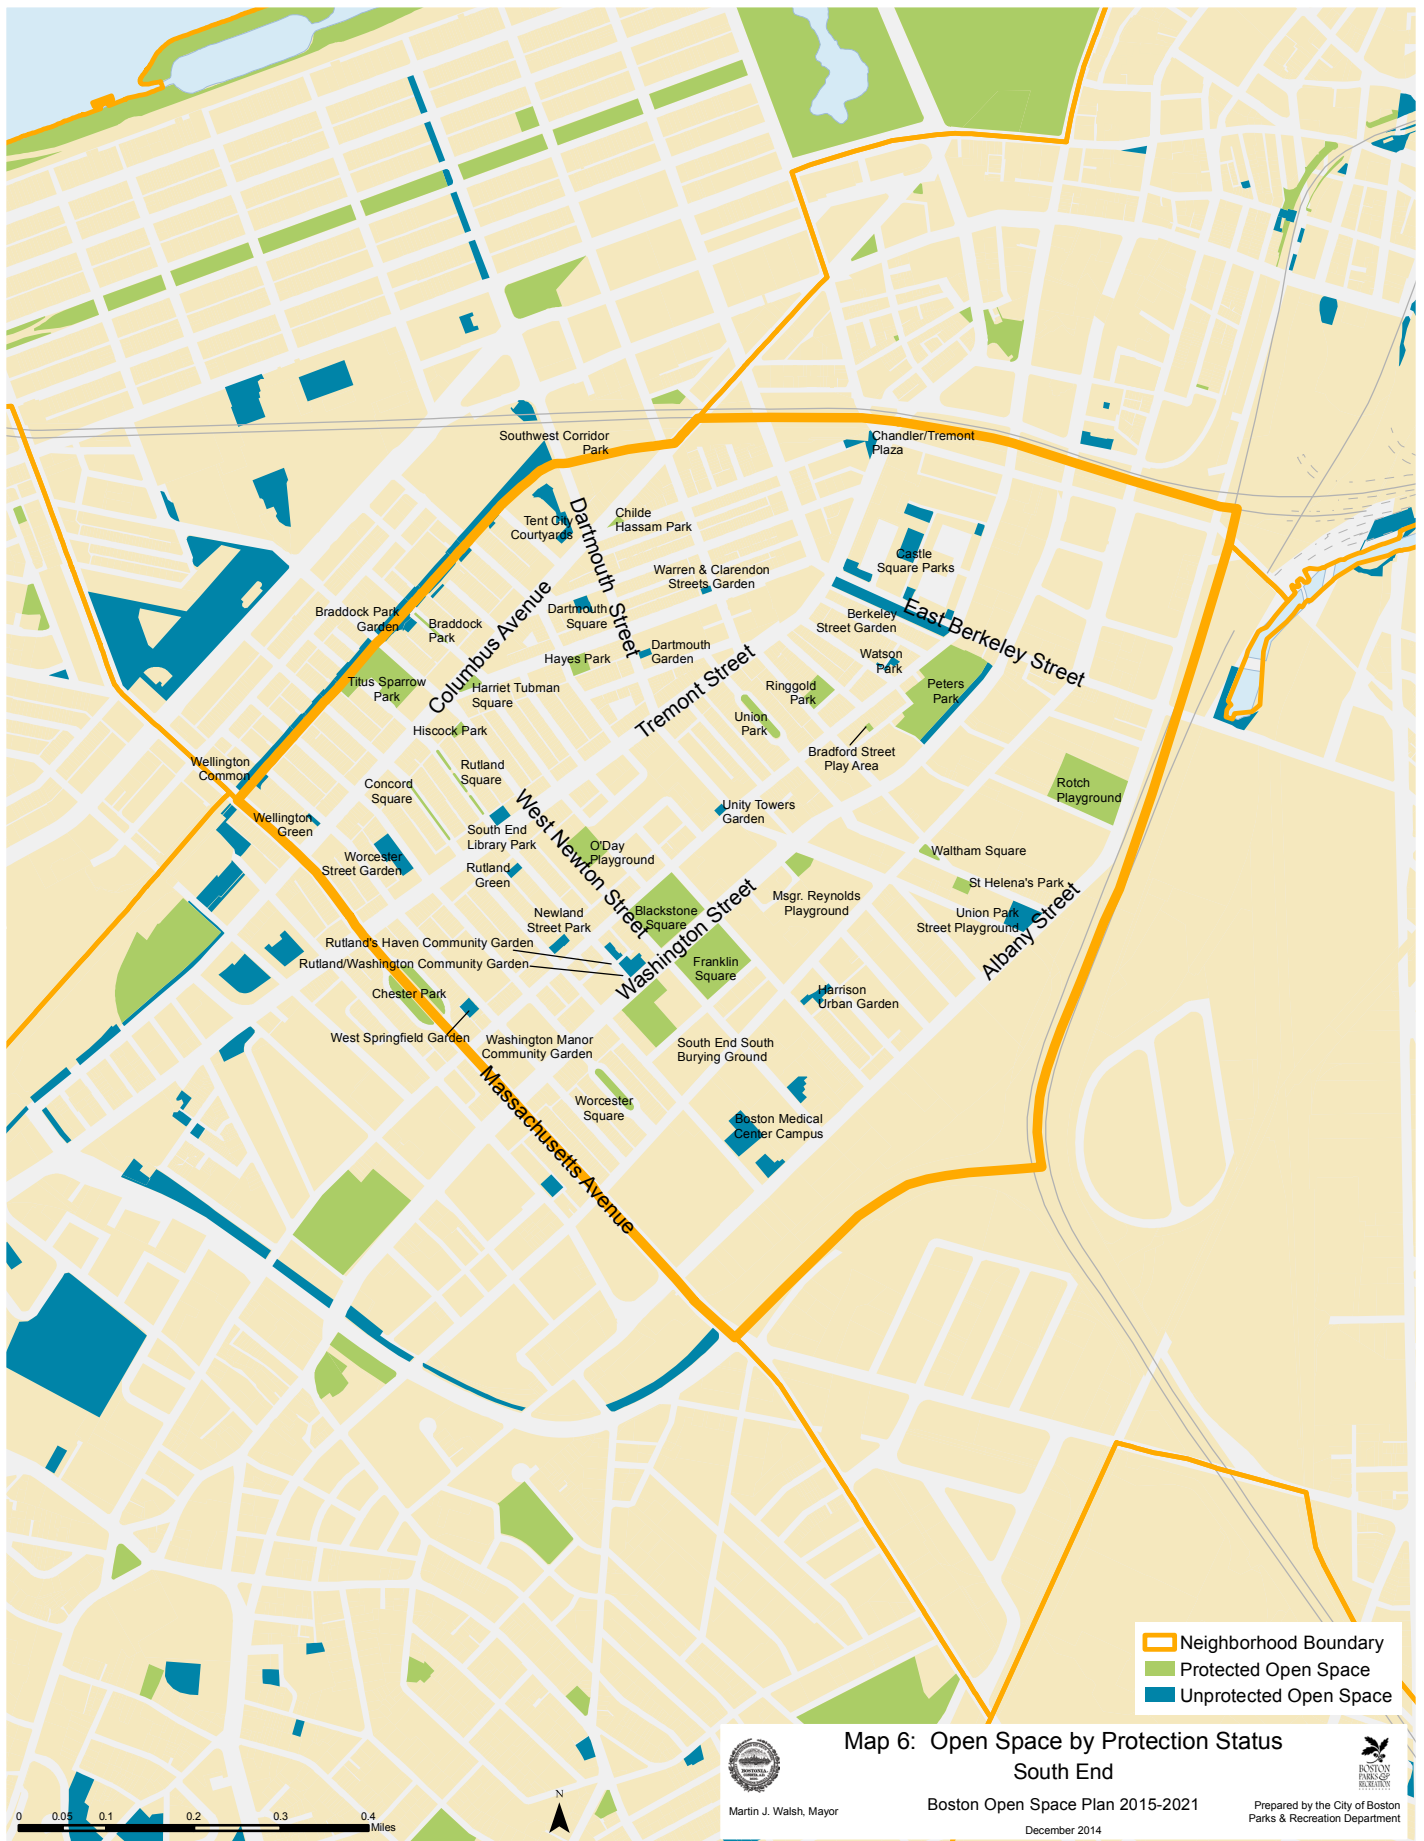 Southwest Corridor
Park
Chandler/Tremont
Plaza
Dartmouth Street
Tent City
Courtyards
Childe
Hassam Park
Castle
Square Parks
Warren & Clarendon
Streets Garden
Columbus Avenue
Braddock Park
Garden
Braddock
Park
Dartmouth
Square
Berkeley
Street Garden
East Berkeley Street
Dartmouth
Garden
Hayes Park
Watson
Park
Tremont Street
Titus Sparrow
Park
Harriet Tubman
Square
Ringgold
Park
Peters
Park
Union
Park
Hiscock Park
Bradford Street
Play Area
Wellington
Common
Rutland
Square
Concord
Square
Rotch
Playground
West Newton Street
Unity Towers
Garden
Wellington
Green
South End
Library Park
O'Day
Playground
Waltham Square
Worcester
Street Garden
Rutland
Green
St Helena's Park
Msgr. Reynolds
Playground
Washington Street
Albany Street
Newland
Street Park
Blackstone
Square
Union Park
Street Playground
Rutland's Haven Community Garden
Rutland/Washington Community Garden
Franklin
Square
Chester Park
Harrison
Urban Garden
West Springfield Garden
Washington Manor
Community Garden
South End South
Burying Ground
Massachusetts Avenue
Worcester
Square
Boston Medical
Center Campus
Neighborhood Boundary
Protected Open Space
Unprotected Open Space
Map 6: Open Space by Protection Status
South End
Boston Open Space Plan 2015-2021
December 2014
Martin J. Walsh, Mayor
BOSTON
PARKS &
RECREATION
Prepared by the City of Boston
Parks & Recreation Department
N
0 0.05 0.1 0.2 0.3 0.4
Miles